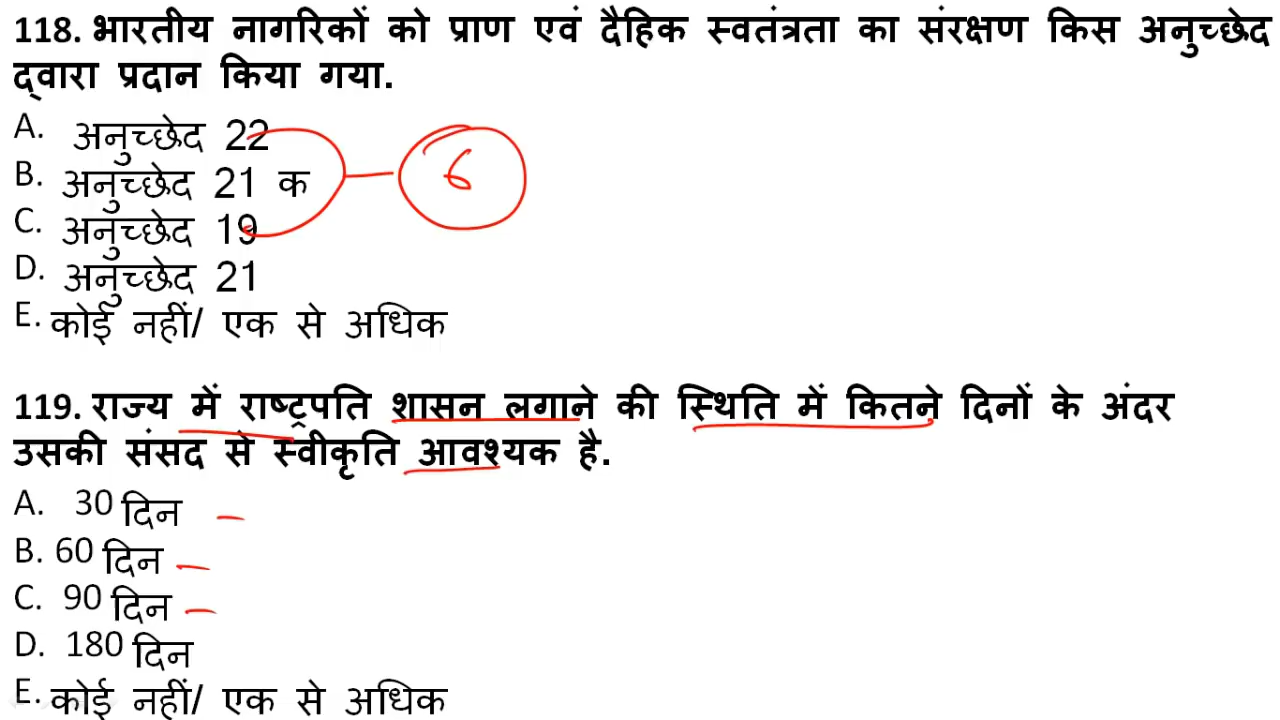 118. भारतीय नागरिकों को प्राण एवं दैहिक स्वतंत्रता का संरक्षण किस अनुच्छेद
द्वारा प्रदान किया गया.
A. अनुच्छेद 22
B. अनुच्छेद 21 क
C. अनुच्छेद 19
D. अनुच्छेद 21
E. कोई नहीं/ एक से अधिक
6
119. राज्य में राष्ट्रपति शासन लगाने की स्थिति में कितने दिनों के अंदर
उसकी संसद से स्वीकृति आवश्यक है.
A. 30 दिन
B. 60 दिन
C. 90 दिन
D. 180 दिन
E. कोई नहीं/ एक से अधिक